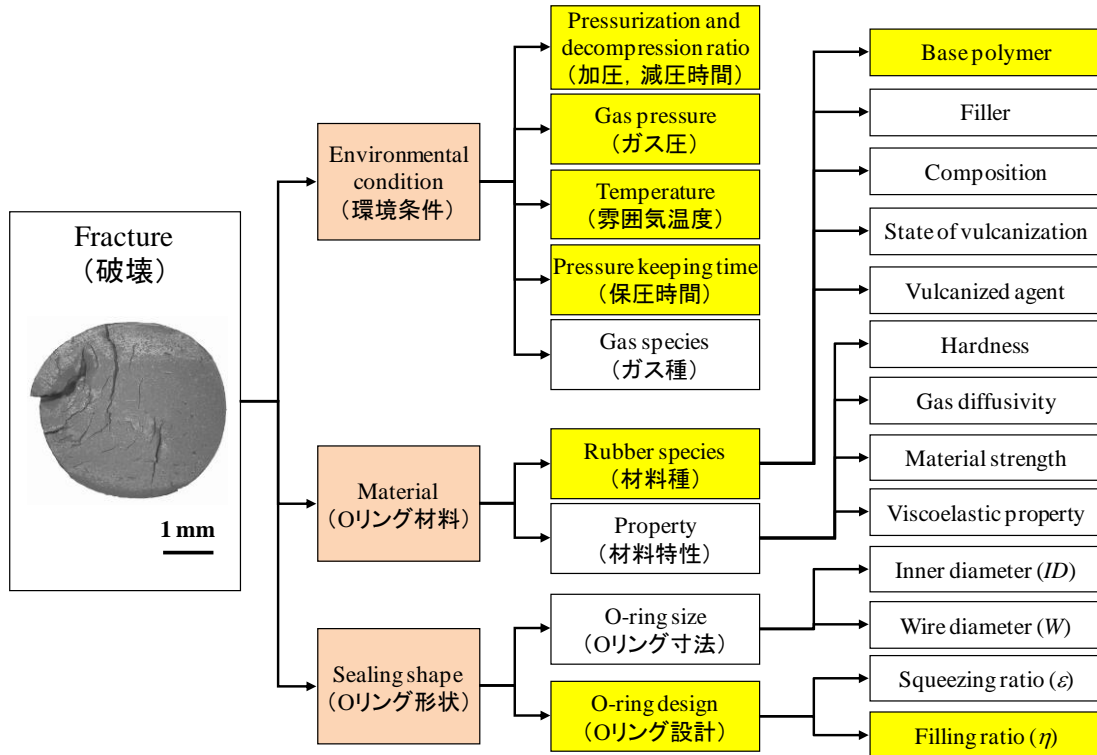 Fracture
（破壊）
1 mm
Environmental
condition
（環境条件）
Material
（Oリング材料）
Sealing shape
（Oリング形状）
Pressurization and
decompression ratio
（加圧，減圧時間）
Gas pressure
（ガス圧）
Temperature
（雰囲気温度）
Pressure keeping time
（保圧時間）
Gas species
（ガス種）
Rubber species
（材料種）
Property
（材料特性）
O-ring size
（Oリング寸法）
O-ring design
（Oリング設計）
Base polymer
Filler
Composition
State of vulcanization
Vulcanized agent
Hardness
Gas diffusivity
Material strength
Viscoelastic property
Inner diameter (ID)
Wire diameter (W)
Squeezing ratio (ε)
Filling ratio (η)